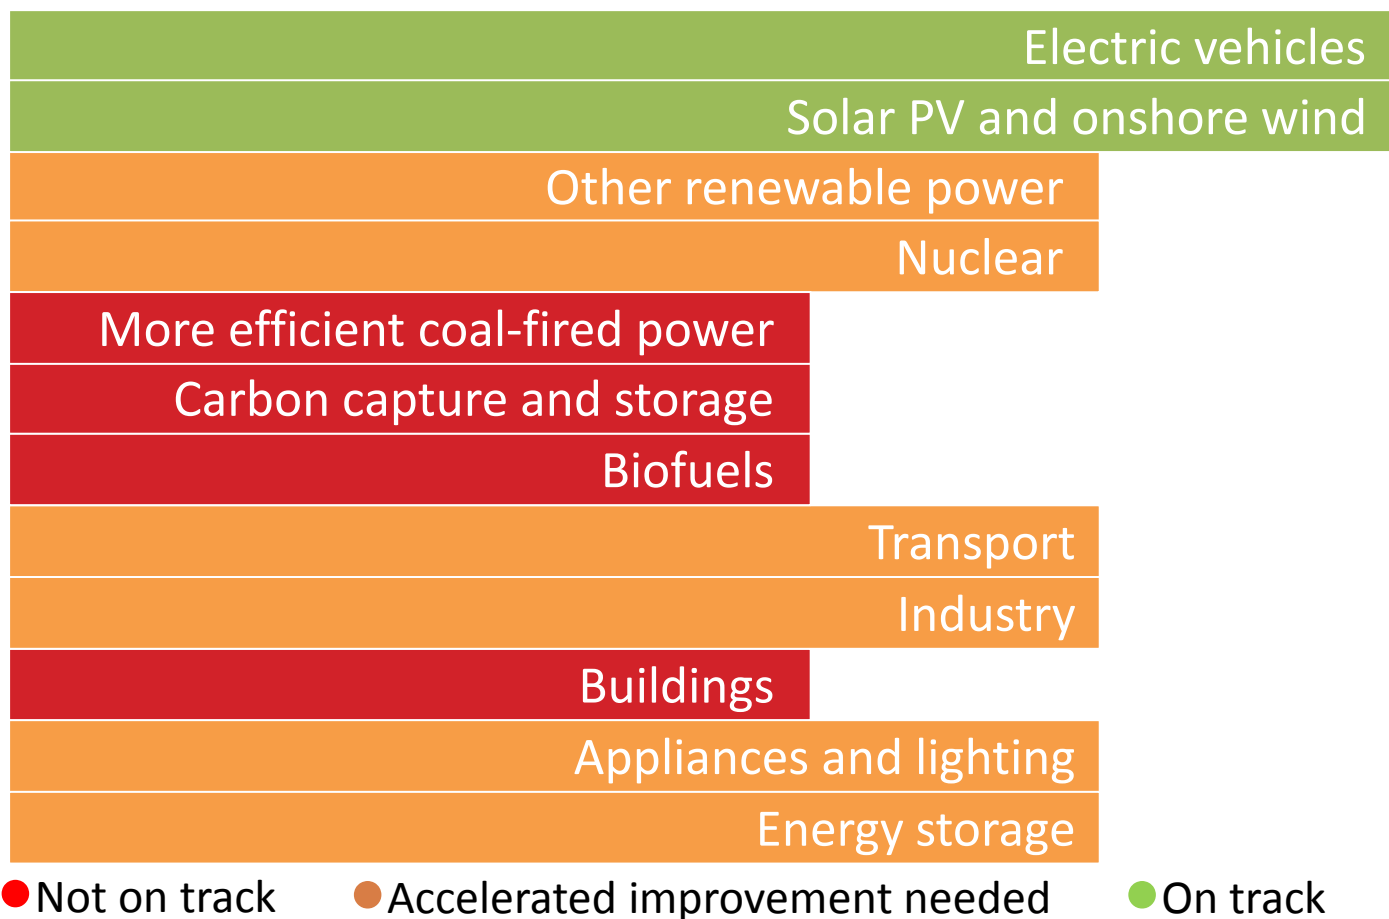 Electric vehicles
Solar PV and onshore wind
Other renewable power
Nuclear
More efficient coal-fired power
Carbon capture and storage
Biofuels
Transport
Industry
Buildings
Appliances and lighting
Energy storage
Not on track Accelerated improvement needed On track